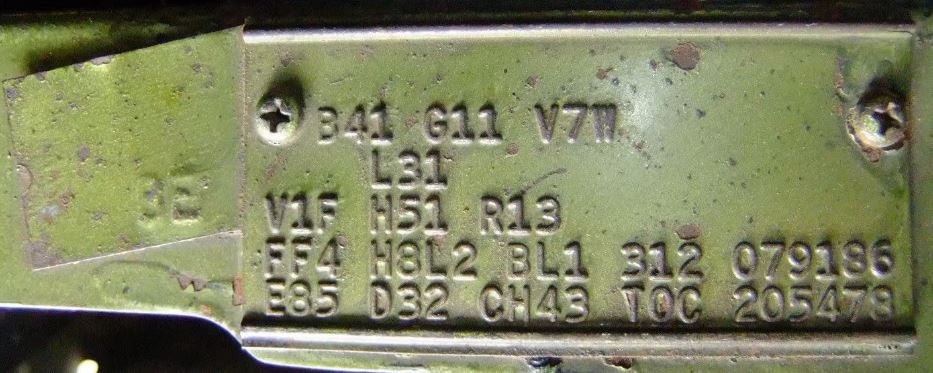 B41 G11 V7W
L31
V1F H51 R13
FF4 H8L2 BL1 312 079186
E85 D32 CH43 TOC 205478